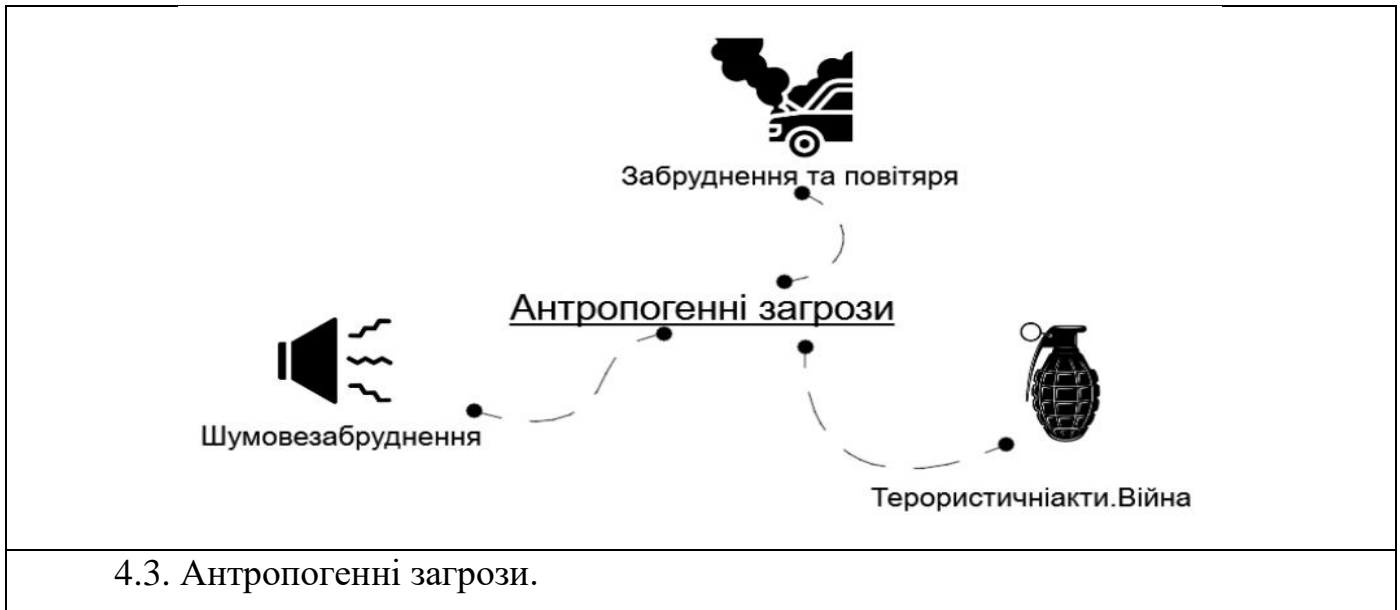 Забруднення та повітяря
Антропогенні загрози
Шумовезабруднення
Терористичніакти.Війна
4.3. Антропогенні загрози.